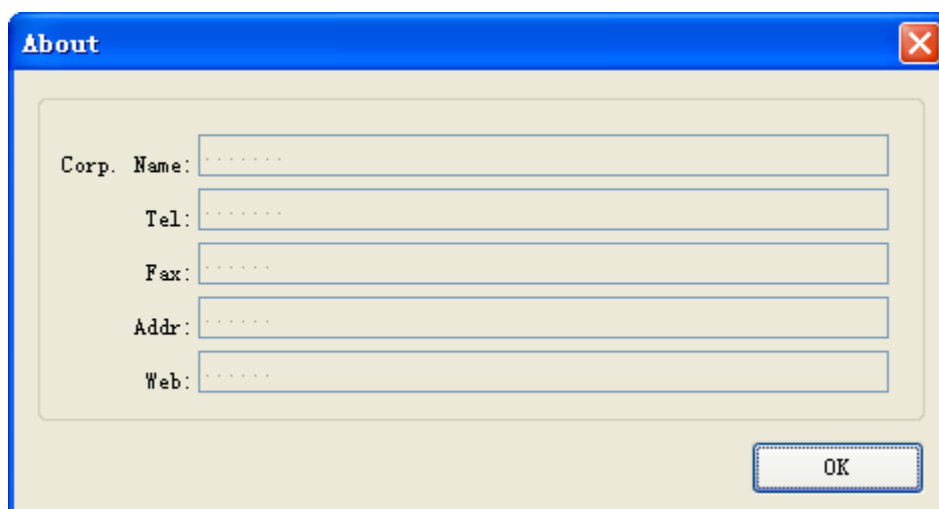 About
Corp. Name: .......
Tel: .......
Fax: ......
Addr: ......
Web: ......
OK